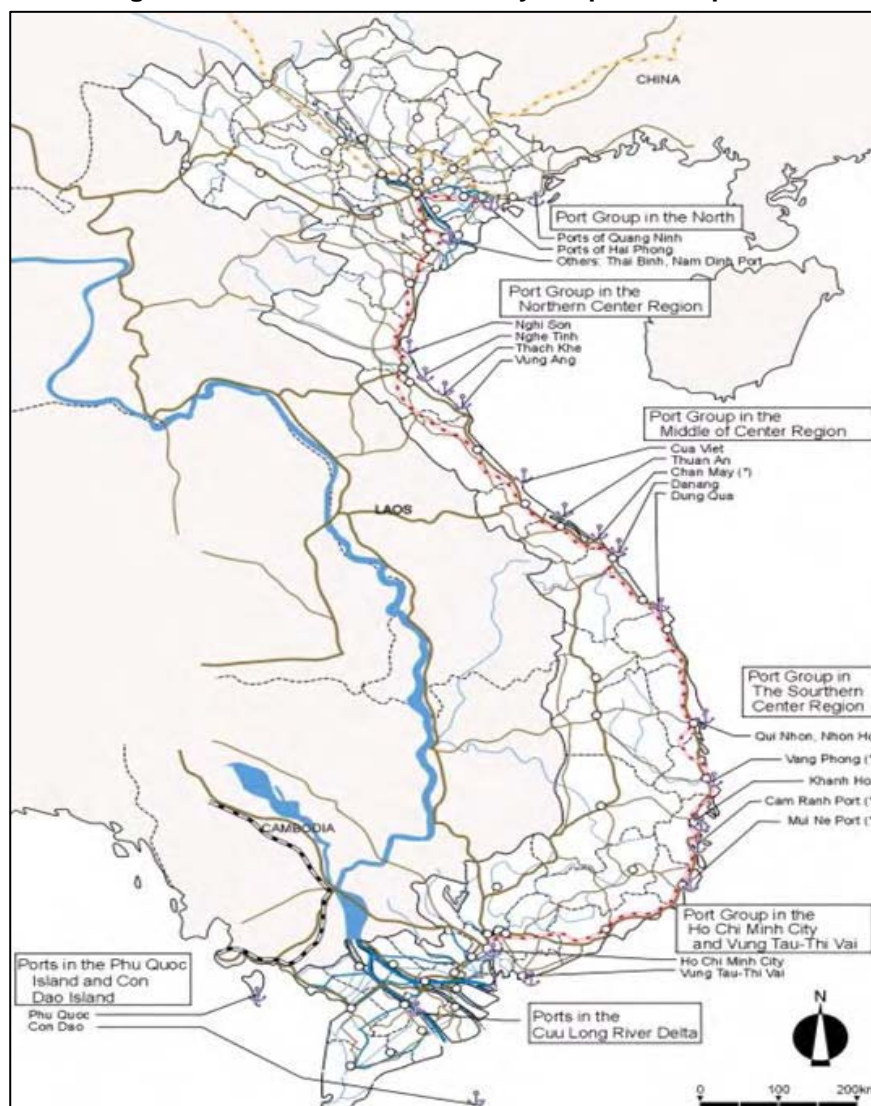 CHINA
Port Group in the North
Ports of Quang Ninh
Ports of Hai Phong
Others: Thai Binh, Nam Dinh Port
Port Group in the
Northern Center Region
Nghi Son
Nghe Tinh
Thach Khe
Vung Ang
Port Group in the
Middle of Center Region
Cua Viet
Thuan An
Chan May (*)
Danang
Dung Qua
LAOS
Port Group in
The Sourthern
Center Region
Qui Nhon, Nhon Ho
Vang Phong (*
Khanh Ho
Cam Ranh Port (*
Mui Ne Port (*
CAMBODIA
Port Group in the
Ho Chi Minh City
and Vung Tau-Thi Vai
Ho Chi Minh City
Vung Tau-Thi Vai
Ports in the Phu Quoc
Island and Con
Dao Island
Phu Quoc
Con Dao
Ports in the
Cuu Long River Delta
N
0 100 200km